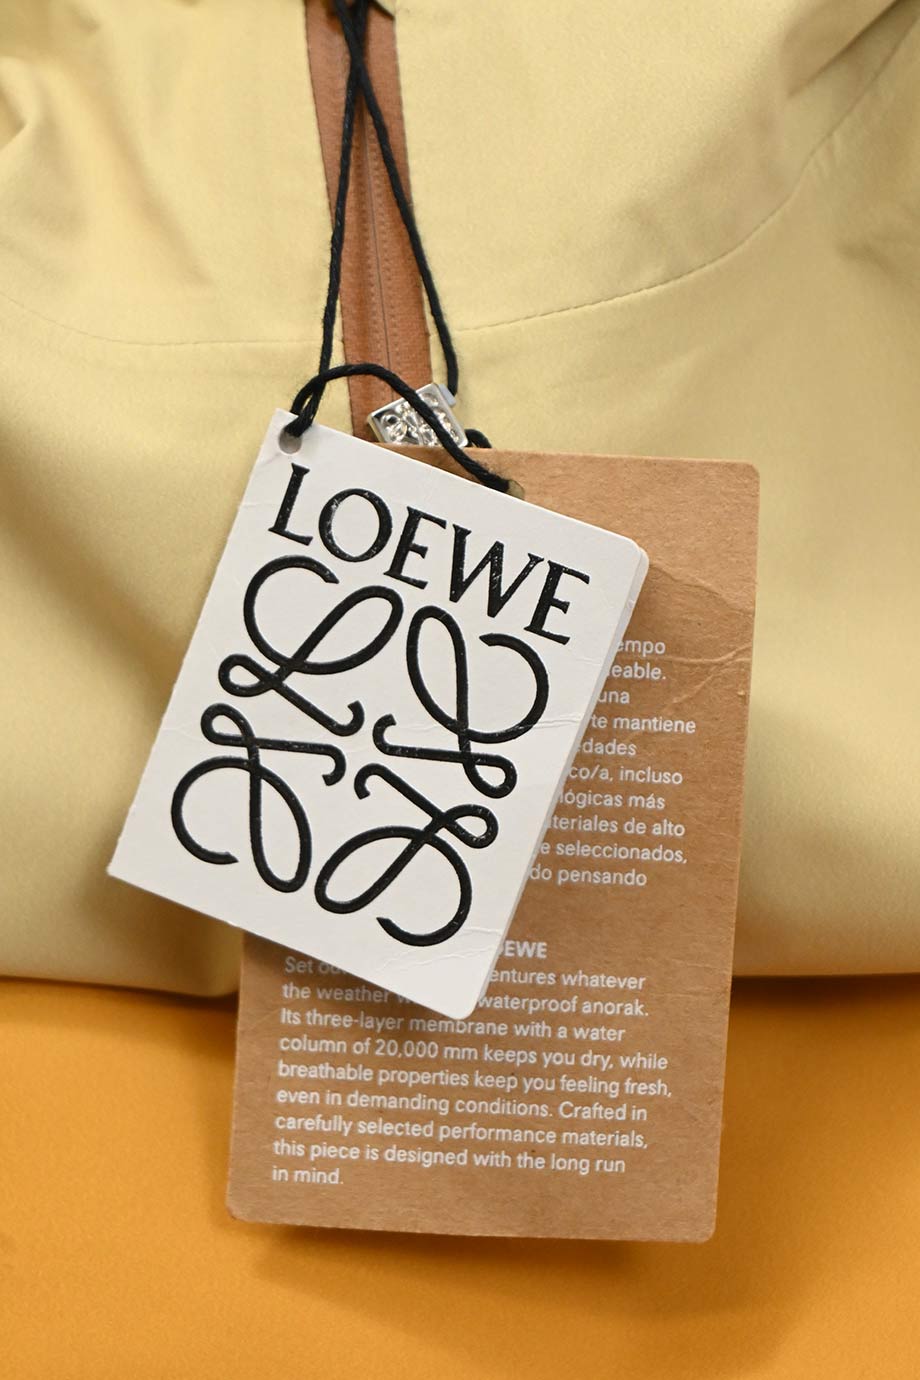 LOEWE
empo
eable.
una
te mantiene
edades
co/a, incluso
lógicas más
teriales de alto
e seleccionados,
do pensando
EWE
Set entures whatever
the weather waterproof anorak.
Its three-layer membrane with a water
column of 20,000 mm keeps you dry, while
breathable properties keep you feeling fresh,
even in demanding conditions. Crafted in
carefully selected performance materials,
this piece is designed with the long run
in mind.